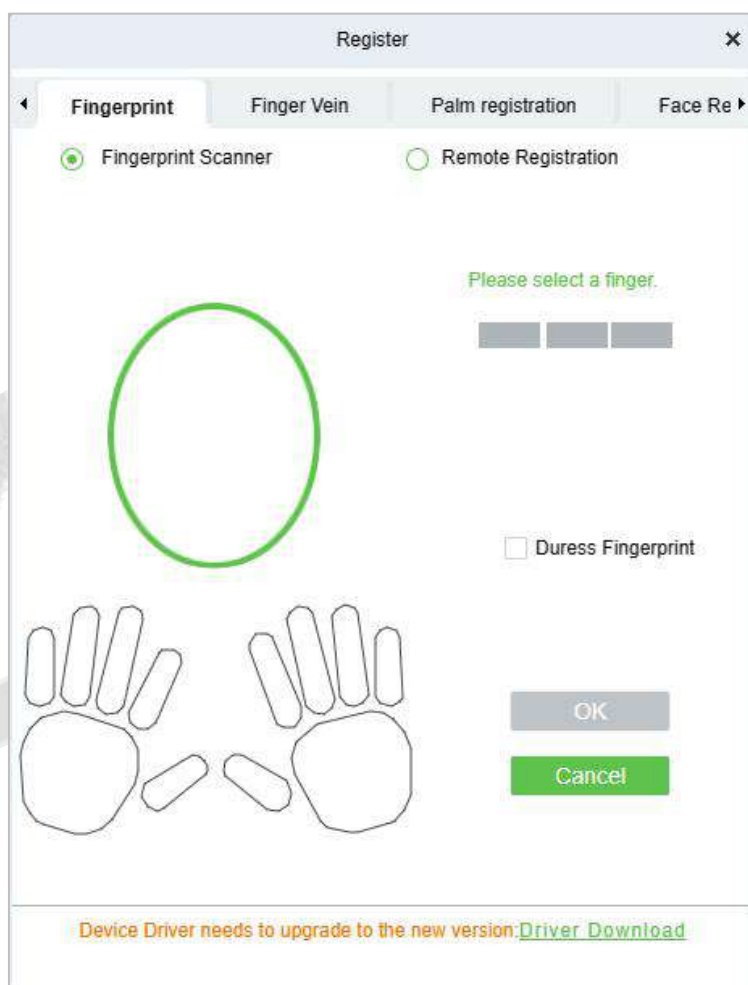 Register
Fingerprint Finger Vein Palm registration Face Re
Fingerprint Scanner Remote Registration
Please select a finger.
Duress Fingerprint
OK
Cancel
Device Driver needs to upgrade to the new version:Driver Download